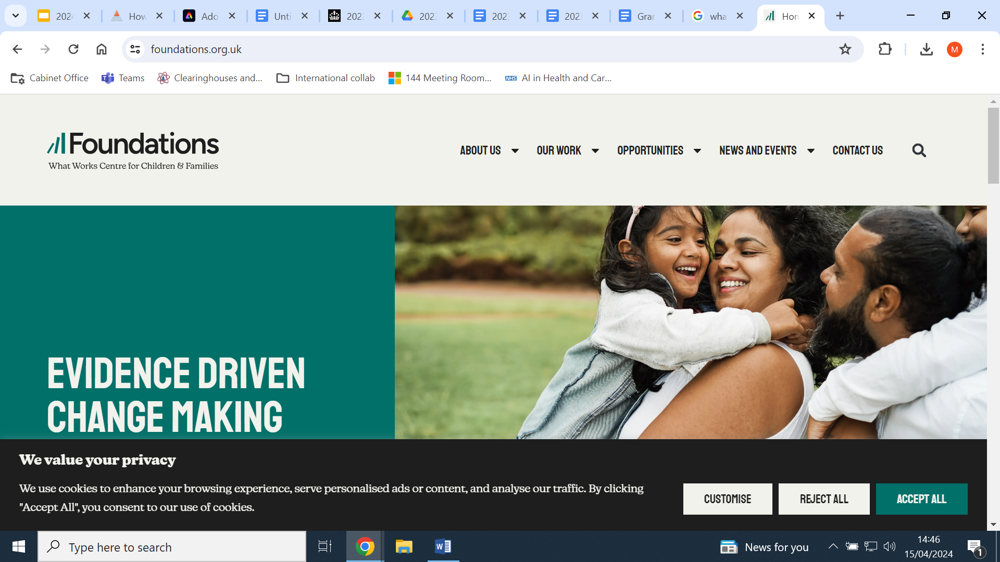 2024
How
Ado
Unti
202
202
202
202
Gran
wha
Hom
foundations.org.uk
M
Cabinet Office
Teams
Clearinghouses and...
International collab
144 Meeting Room...
NHS
AI in Health and Car...
Foundations
What Works Centre for Children & Families
ABOUT US
OUR WORK
OPPORTUNITIES
NEWS AND EVENTS
CONTACT US
EVIDENCE DRIVEN
CHANGE MAKING
We value your privacy
We use cookies to enhance your browsing experience, serve personalised ads or content, and analyse our traffic. By clicking
"Accept All", you consent to our use of cookies.
CUSTOMISE
REJECT ALL
ACCEPT ALL
Type here to search
News for you
14:46
15/04/2024
1